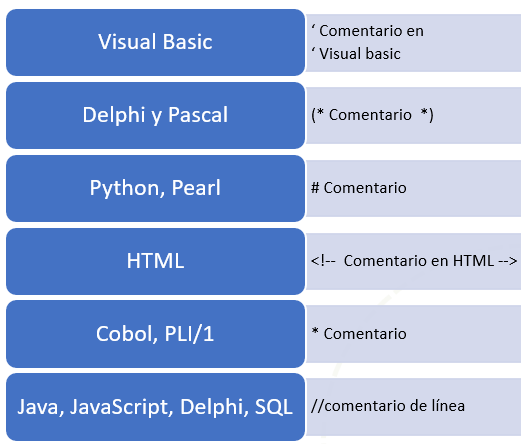 Visual Basic
‘ Comentario en
‘ Visual basic
Delphi y Pascal
(* Comentario  *)
Python, Pearl
# Comentario
HTML
<!--  Comentario en HTML -->
Cobol, PLI/1
* Comentario
Java, JavaScript, Delphi, SQL
//comentario de línea